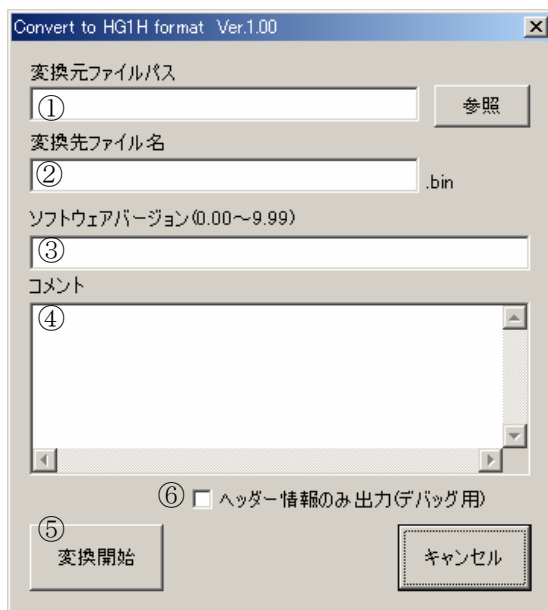 Convert to HG1H format Ver.1.00
変換元ファイルパス
① 参照
変換先ファイル名
② .bin
ソフトウェアバージョン(0.00～9.99)
③
コメント
④
⑥ ヘッダー情報のみ出力(デバッグ用)
⑤
変換開始 キャンセル